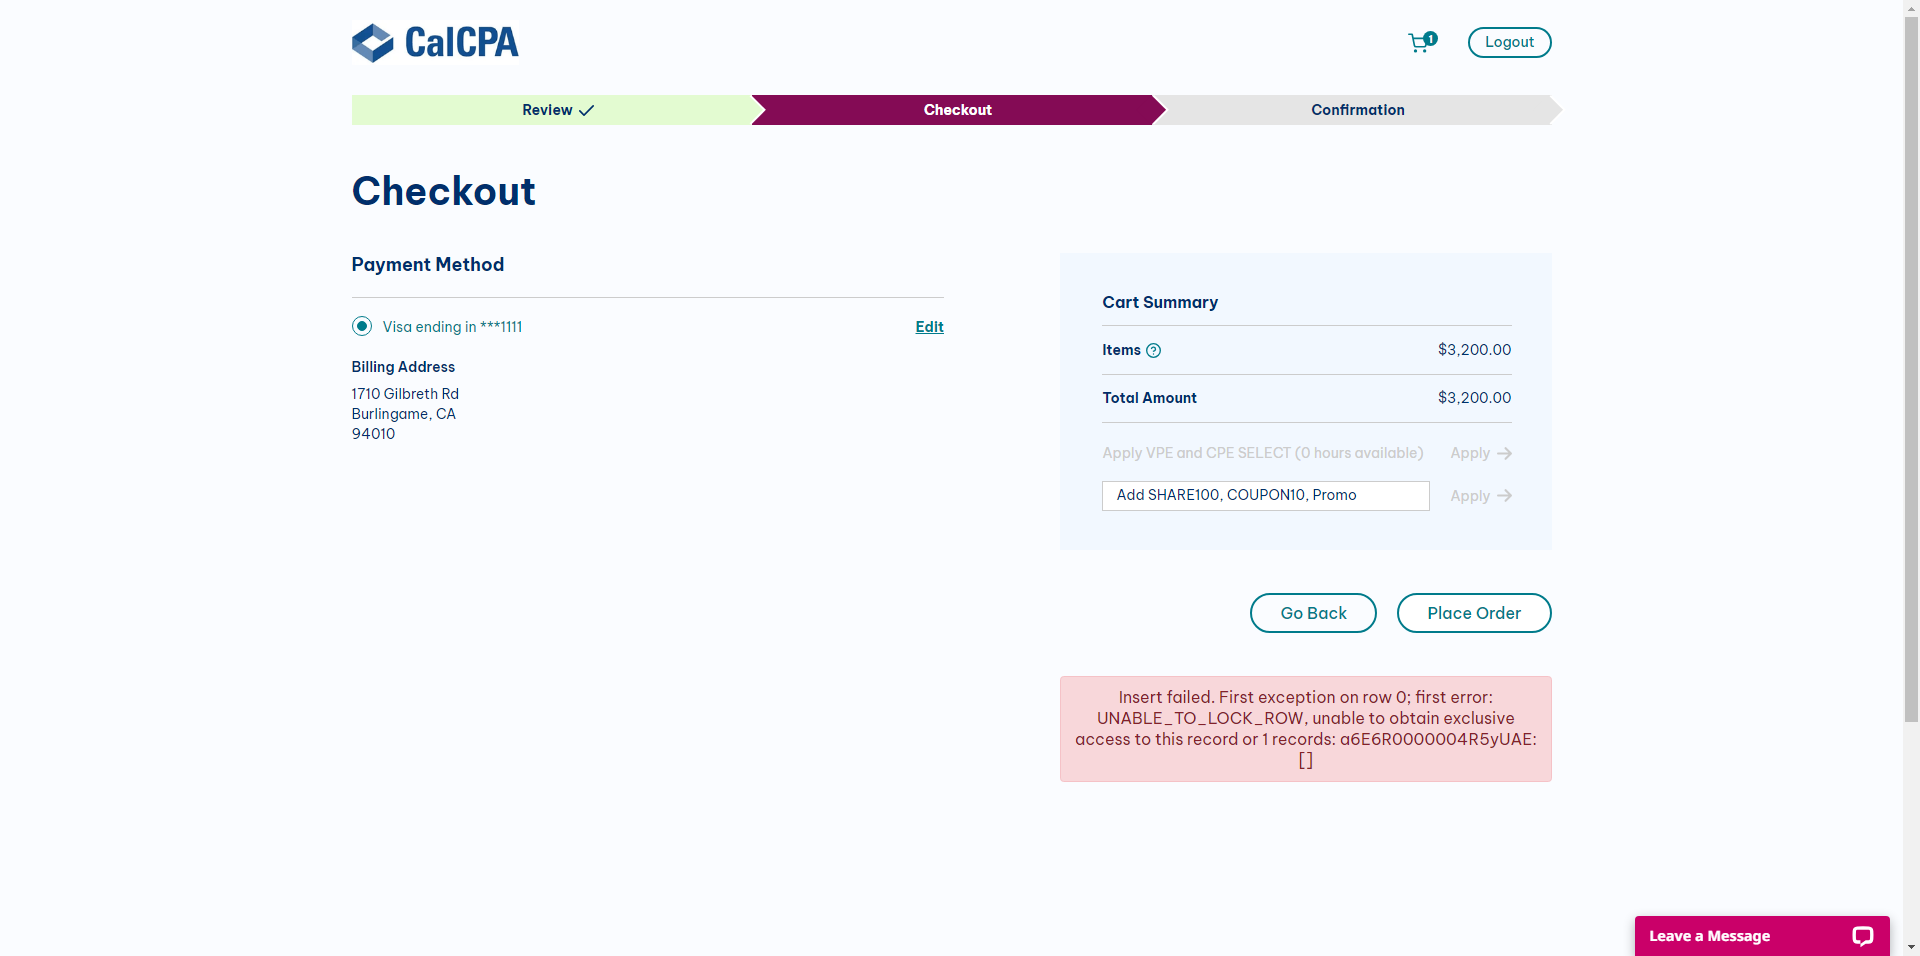 CalCPA
1
Logout
Review
Checkout
Confirmation
Checkout
Payment Method
Visa ending in ***1111
Edit
Billing Address
1710 Gilbreth Rd
Burlingame, CA
94010
Cart Summary
Items ?
$3,200.00
Total Amount
$3,200.00
Apply VPE and CPE SELECT (0 hours available)
Apply
Add SHARE100, COUPON10, Promo
Apply
Go Back
Place Order
Insert failed. First exception on row 0; first error:
UNABLE_TO_LOCK_ROW, unable to obtain exclusive
access to this record or 1 records: a6E6R0000004R5yUAE:
[]
Leave a Message